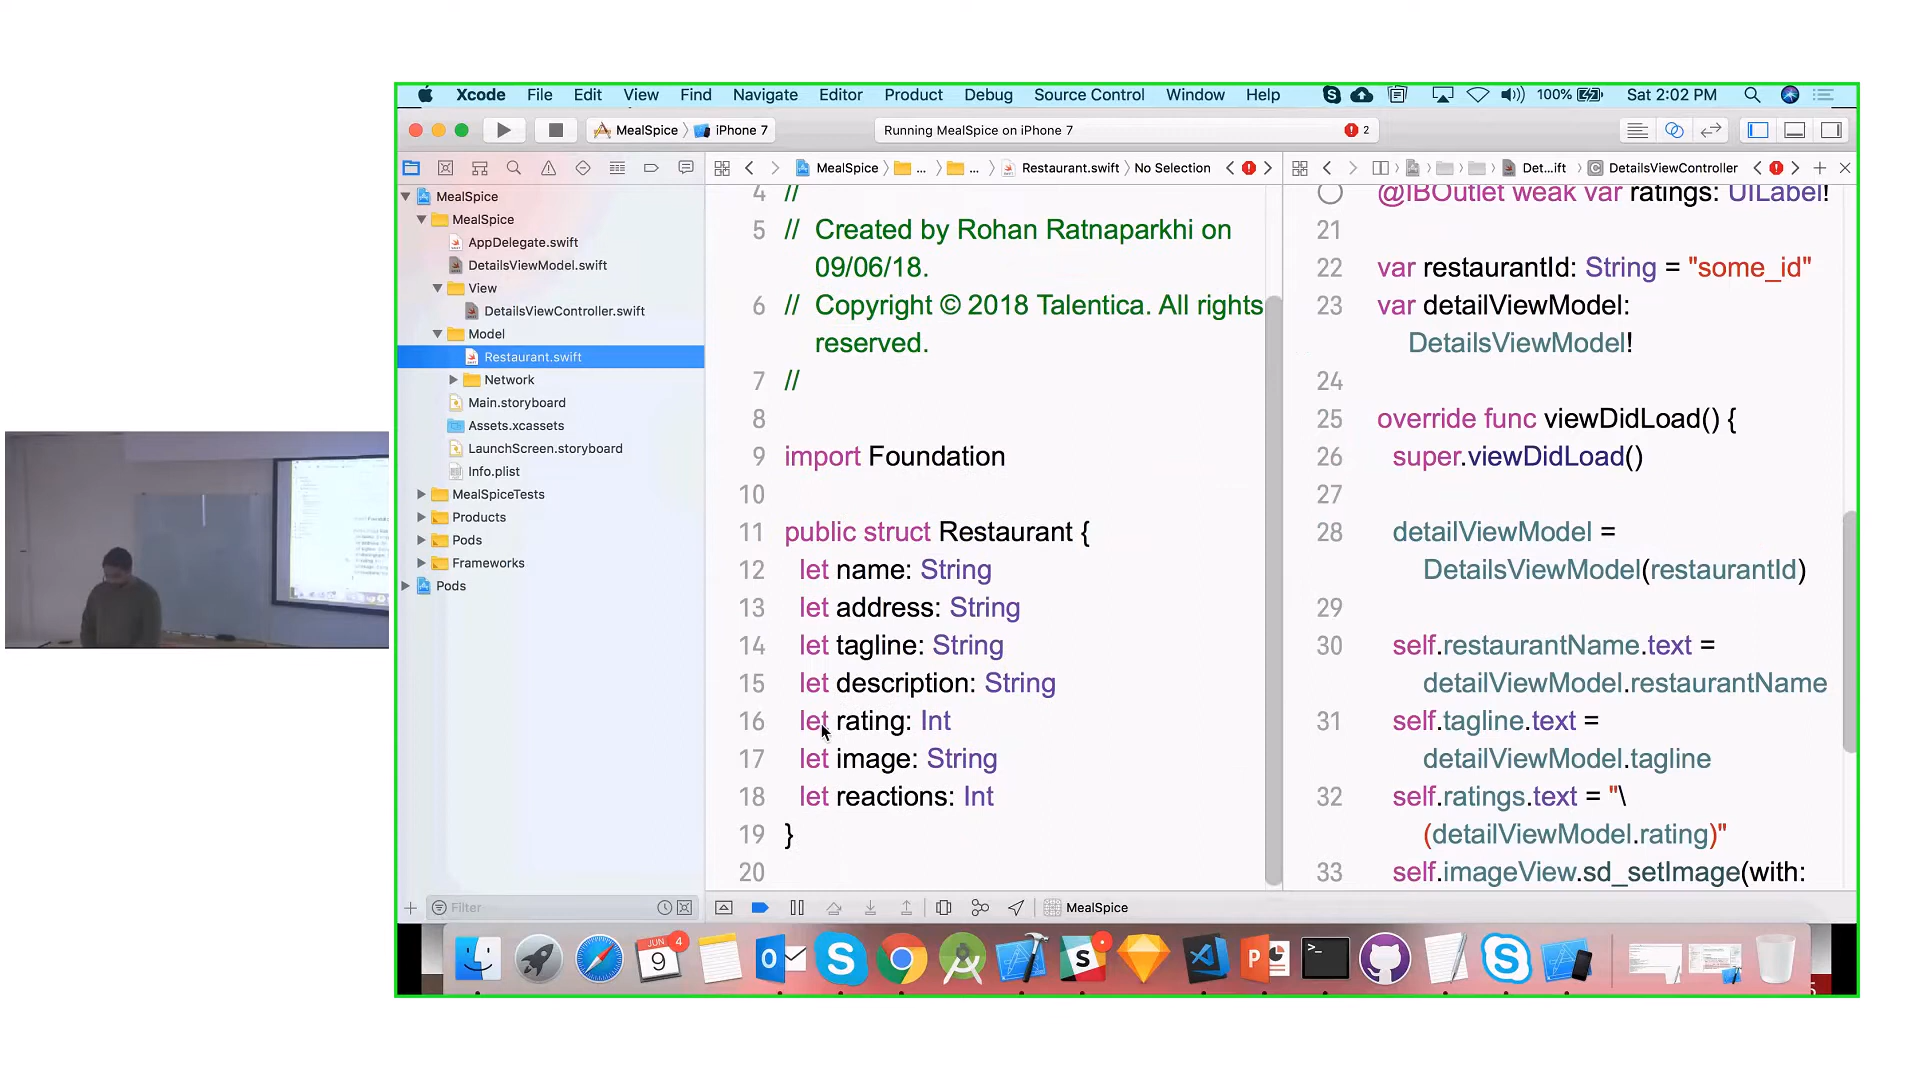 Xcode File Edit View Find Navigate Editor Product Debug Source Control Window Help 100% Sat 2:02 PM
MealSpice iPhone 7 Running MealSpice on iPhone 7 2
MealSpice ... ... Restaurant.swift No Selection
Det...ift C DetailsViewController
MealSpice
MealSpice
AppDelegate.swift
DetailsViewModel.swift
View
DetailsViewController.swift
Model
Restaurant.swift
Network
Main.storyboard
Assets.xcassets
LaunchScreen.storyboard
Info.plist
MealSpiceTests
Products
Pods
Frameworks
Pods
Filter
4 //
5 // Created by Rohan Ratnaparkhi on
09/06/18.
6 // Copyright © 2018 Talentica. All rights
reserved.
7 //
8
9 import Foundation
10
11 public struct Restaurant {
12 let name: String
13 let address: String
14 let tagline: String
15 let description: String
16 let rating: Int
17 let image: String
18 let reactions: Int
19 }
20
@IBOutlet weak var ratings: UILabel!
21
22 var restaurantId: String = "some_id"
23 var detailViewModel:
DetailsViewModel!
24
25 override func viewDidLoad() {
26 super.viewDidLoad()
27
28 detailViewModel =
DetailsViewModel(restaurantId)
29
30 self.restaurantName.text =
detailViewModel.restaurantName
31 self.tagline.text =
detailViewModel.tagline
32 self.ratings.text = "\
(detailViewModel.rating)"
33 self.imageView.sd_setImage(with:
MealSpice
JUN 4
9